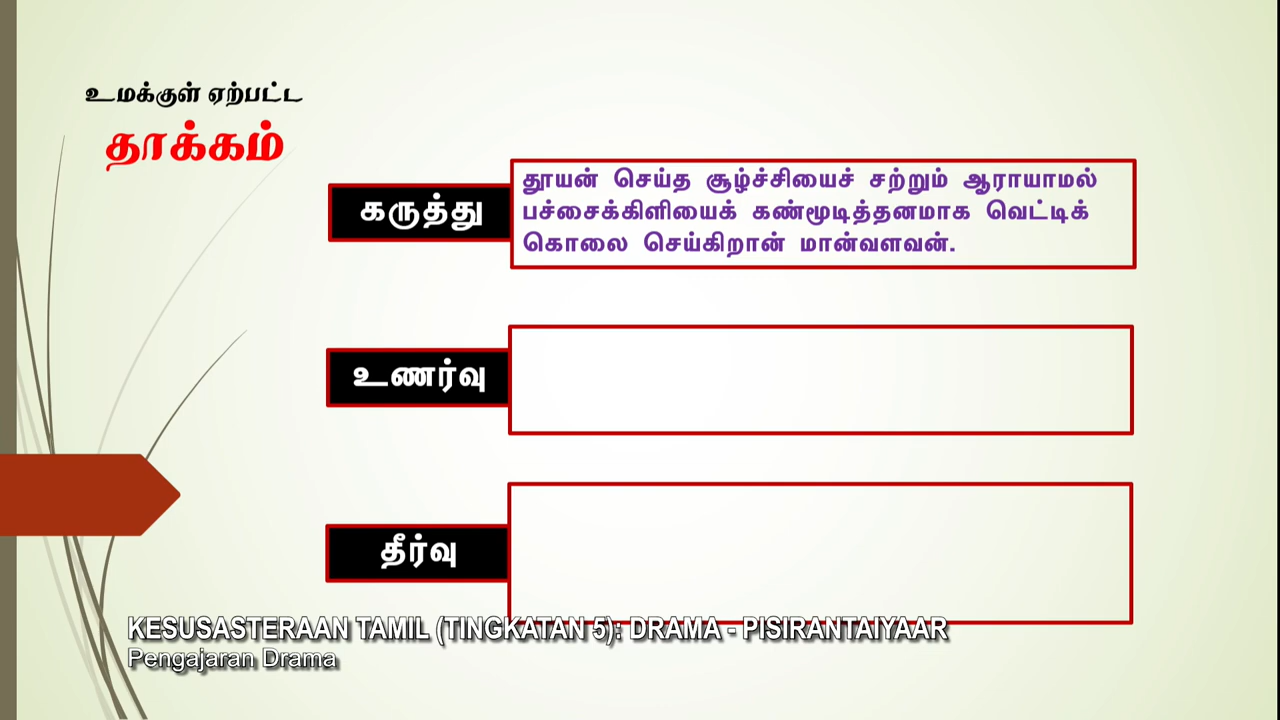 உமக்குள் ஏற்பட்ட
தாக்கம்
கருத்து
தூயன் செய்த சூழ்ச்சியைச் சற்றும் ஆராயாமல்
பச்சைக்கிளியைக் கண்மூடித்தனமாக வெட்டிக்
கொலை செய்கிறான் மான்வளவன்.
உணர்வு
தீர்வு
KESUSASTERAAN TAMIL (TINGKATAN 5): DRAMA - PISIRANTAIYAAR
Pengajaran Drama